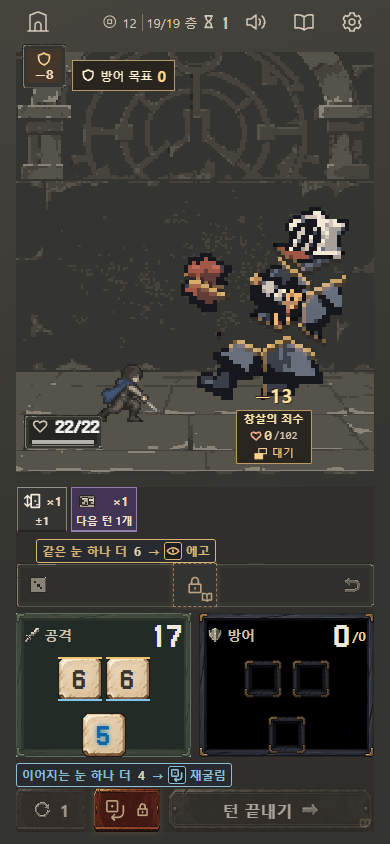 12 19/19 층 1
−8
방어 목표 0
−13
22/22
창살의 죄수
0/102
대기
×1
±1
×1
다음 턴 1개
같은 눈 하나 더 6 → 에고
공격 17
방어 0/0
6 6
5
이어지는 눈 하나 더 4 → 재굴림
1
턴 끝내기 ➡